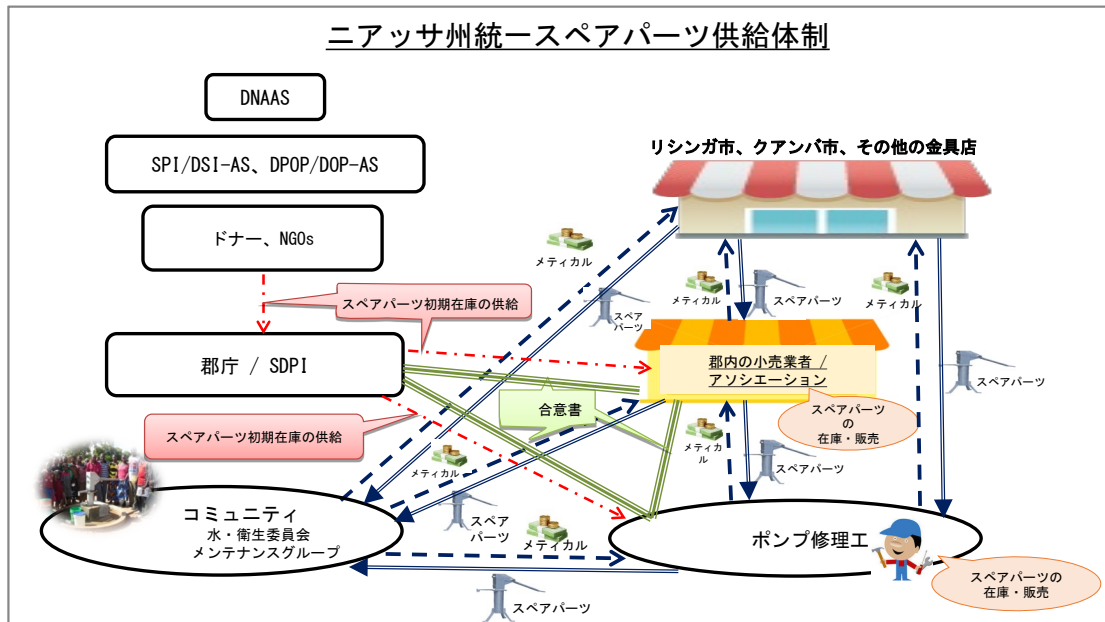 ニアッサ州統一スペアパーツ供給体制
DNAAS
SPI/DSI-AS、DPOP/DOP-AS
リシンガ市、クアンバ市、その他の金具店
ドナー、NGOs
メティカル
スペアパーツ初期在庫の供給
スペア
パーツ
メティカル
スペアパーツ
メティカル
郡庁 / SDPI
郡内の小売業者 /
アソシエーション
スペアパーツ
合意書
スペアパーツ
の
在庫・販売
スペアパーツ初期在庫の供給
メティカル
メティカ
ル
スペアパーツ
コミュニティ
水・衛生委員会
メンテナンスグループ
スペア
パーツ
メティカル
ポンプ修理工
スペアパーツの
在庫・販売
スペアパーツ